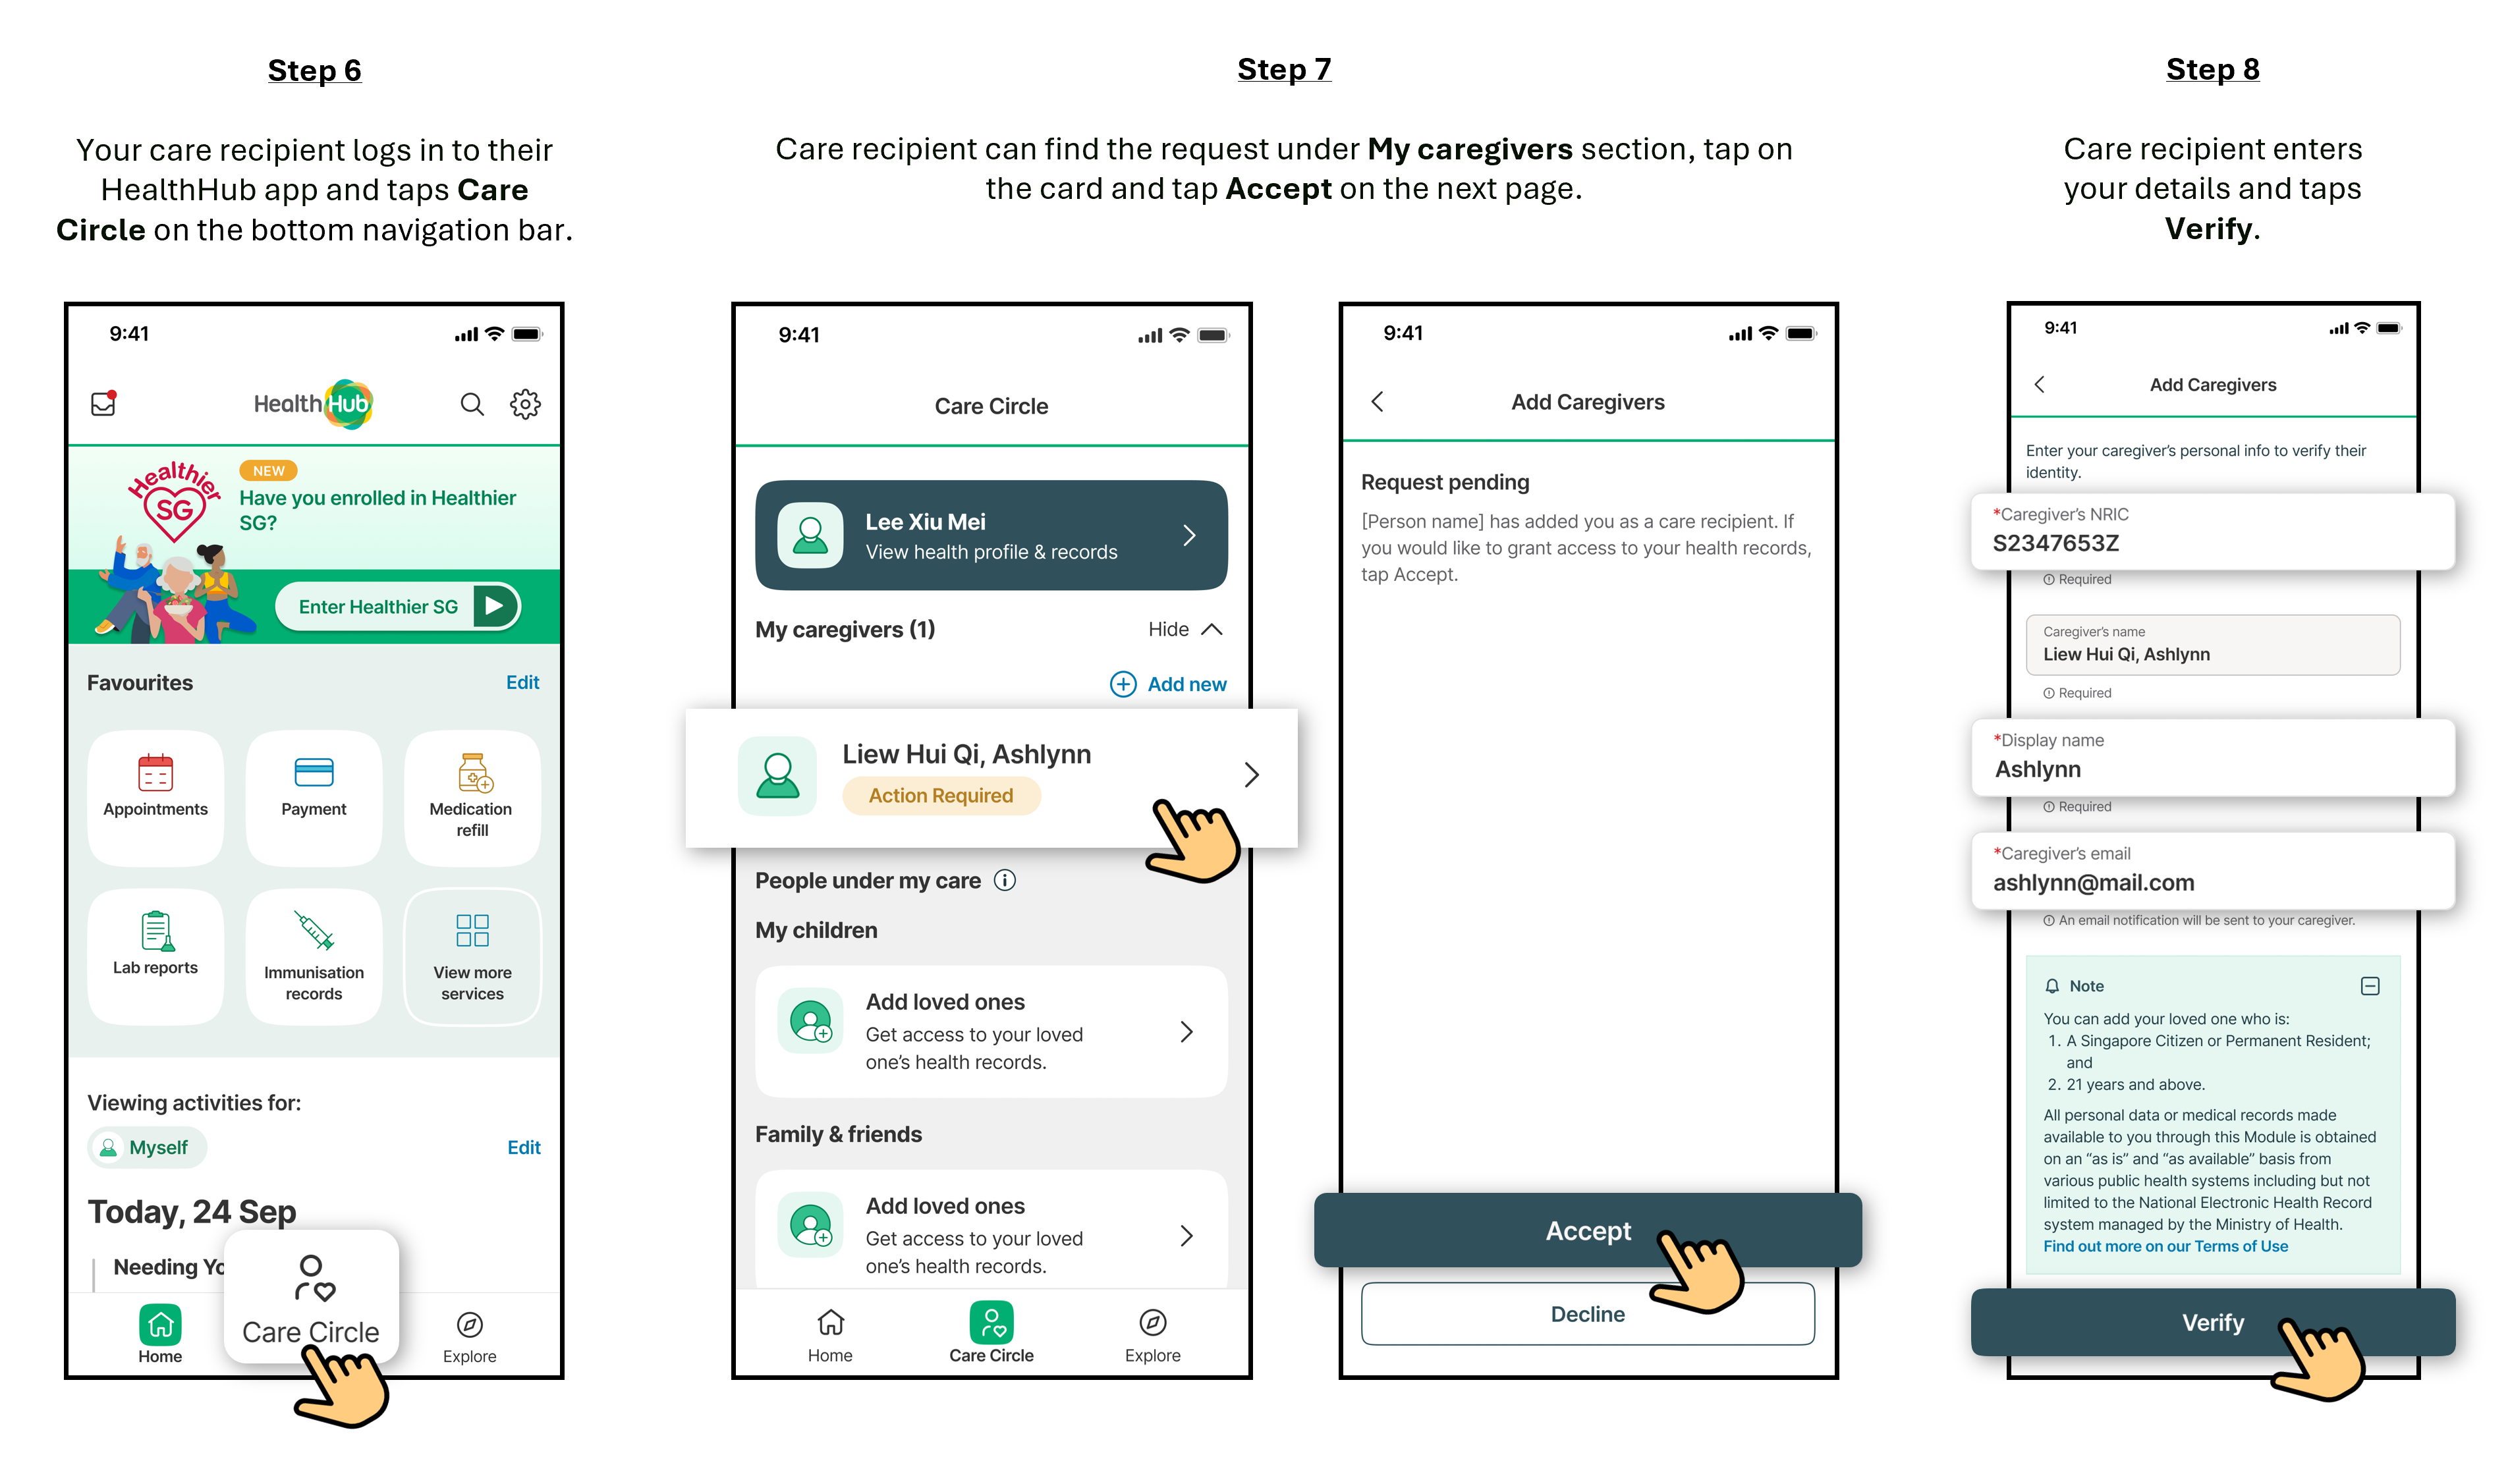 Step 6
Your care recipient logs in to their
HealthHub app and taps Care
Circle on the bottom navigation bar.
9:41
HealthHub
Healthier
SG
NEW
Have you enrolled in Healthier
SG?
Enter Healthier SG
Favourites
Edit
Appointments
Payment
Medication
refill
Lab reports
Immunisation
records
View more
services
Viewing activities for:
Myself
Edit
Today, 24 Sep
Needing Yo
Home
Care Circle
Explore
Step 7
Care recipient can find the request under My caregivers section, tap on
the card and tap Accept on the next page.
9:41
Care Circle
Lee Xiu Mei
View health profile & records
My caregivers (1)
Hide
Add new
Liew Hui Qi, Ashlynn
Action Required
People under my care
My children
Add loved ones
Get access to your loved
one's health records.
Family & friends
Add loved ones
Get access to your loved
one's health records.
Home
Care Circle
Explore
9:41
Add Caregivers
Request pending
[Person name] has added you as a care recipient. If
you would like to grant access to your health records,
tap Accept.
Accept
Decline
Step 8
Care recipient enters
your details and taps
Verify.
9:41
Add Caregivers
Enter your caregiver's personal info to verify their
identity.
*Caregiver's NRIC
S2347653Z
Required
Caregiver's name
Liew Hui Qi, Ashlynn
Required
*Display name
Ashlynn
Required
*Caregiver's email
ashlynn@mail.com
An email notification will be sent to your caregiver.
Note
You can add your loved one who is:
1. A Singapore Citizen or Permanent Resident;
and
2. 21 years and above.
All personal data or medical records made
available to you through this Module is obtained
on an “as is” and “as available” basis from
various public health systems including but not
limited to the National Electronic Health Record
system managed by the Ministry of Health.
Find out more on our Terms of Use
Verify